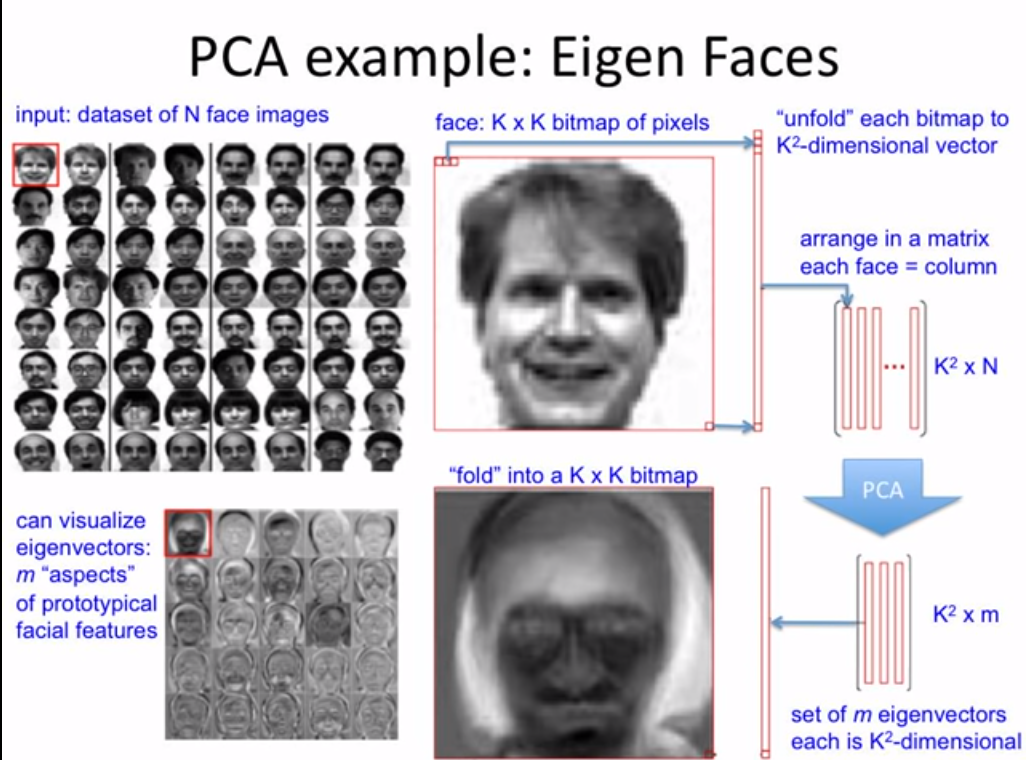 PCA example: Eigen Faces
input: dataset of N face images
face: K x K bitmap of pixels
“unfold” each bitmap to
K²-dimensional vector
arrange in a matrix
each face = column
...
K² x N
PCA
“fold” into a K x K bitmap
can visualize
eigenvectors:
m “aspects”
of prototypical
facial features
K² x m
set of m eigenvectors
each is K²-dimensional